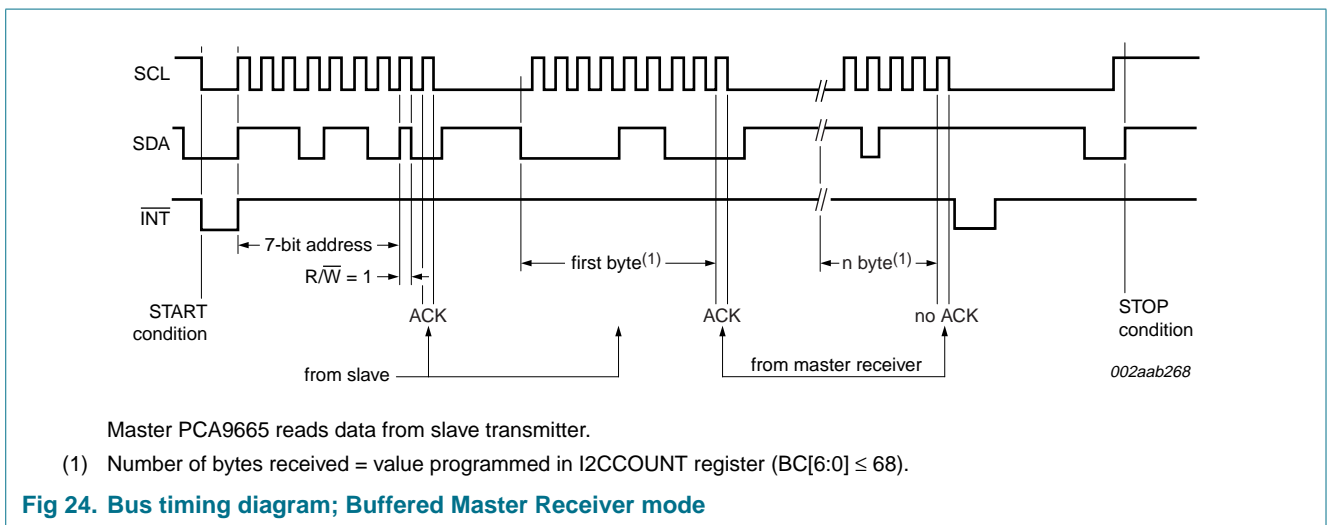 SCL
SDA
INT
7-bit address
first byte(1)
n byte(1)
R/W = 1
START
condition
ACK
ACK
no ACK
STOP
condition
from slave
from master receiver
002aab268
Master PCA9665 reads data from slave transmitter.
(1) Number of bytes received = value programmed in I2CCOUNT register (BC[6:0] ≤ 68).
Fig 24. Bus timing diagram; Buffered Master Receiver mode